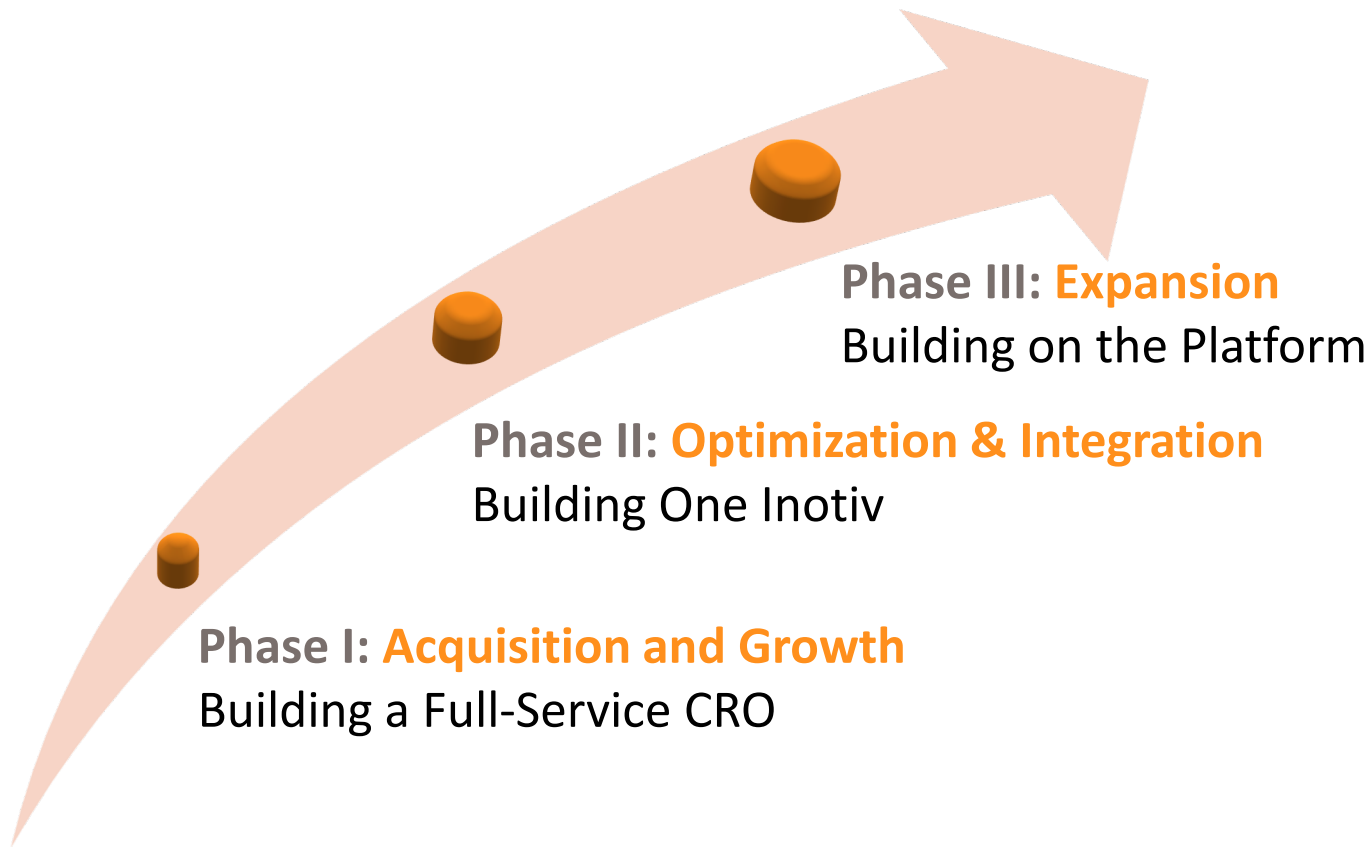 Phase III: Expansion
Building on the Platform
Phase II: Optimization & Integration
Building One Inotiv
Phase I: Acquisition and Growth
Building a Full-Service CRO